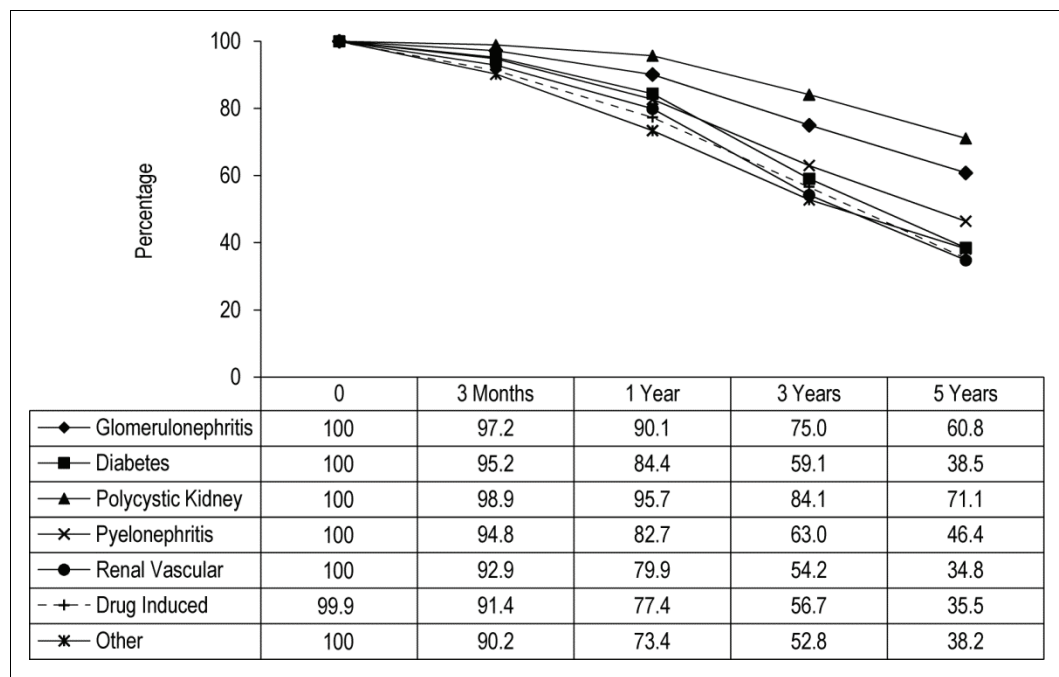 100
80
60
40
20
0
Percentage
0 3 Months 1 Year 3 Years 5 Years
Glomerulonephritis 100 97.2 90.1 75.0 60.8
Diabetes 100 95.2 84.4 59.1 38.5
Polycystic Kidney 100 98.9 95.7 84.1 71.1
Pyelonephritis 100 94.8 82.7 63.0 46.4
Renal Vascular 100 92.9 79.9 54.2 34.8
Drug Induced 99.9 91.4 77.4 56.7 35.5
Other 100 90.2 73.4 52.8 38.2